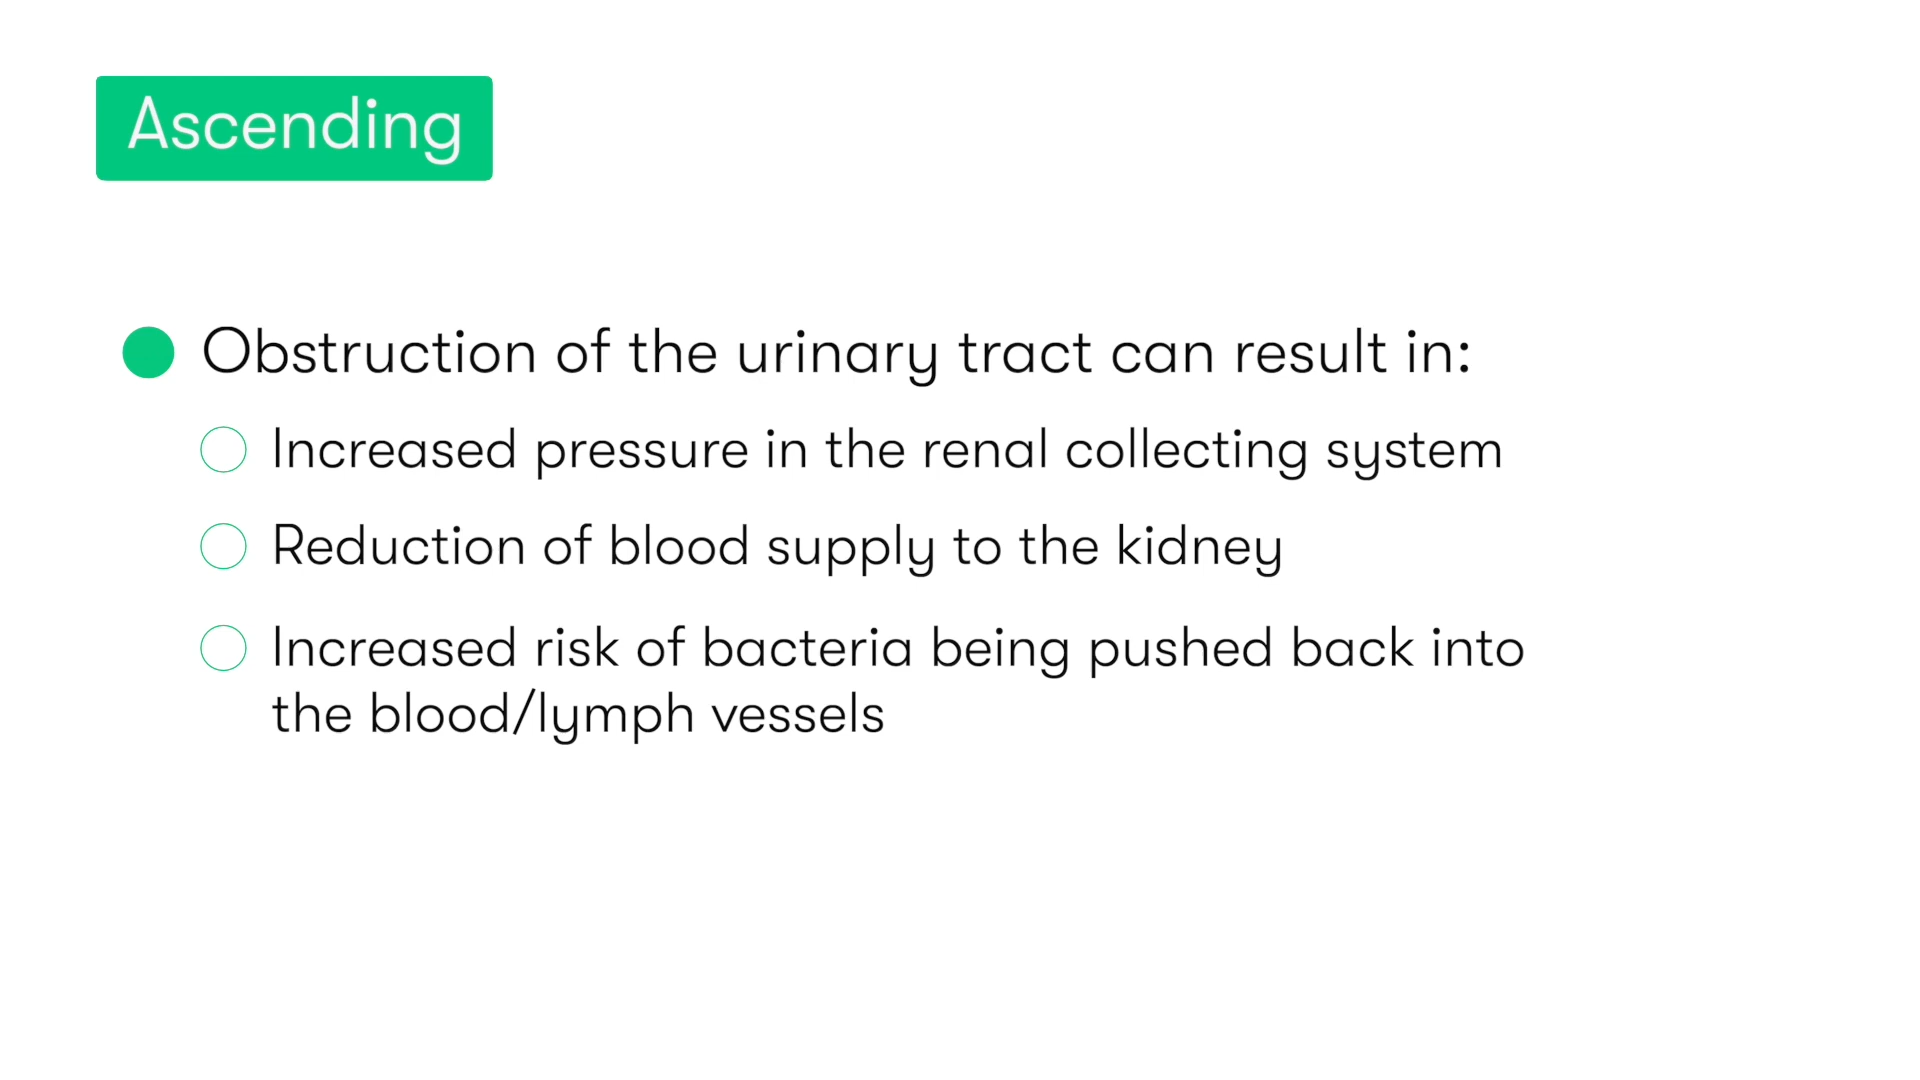 Ascending
Obstruction of the urinary tract can result in:
Increased pressure in the renal collecting system
Reduction of blood supply to the kidney
Increased risk of bacteria being pushed back into
the blood/lymph vessels